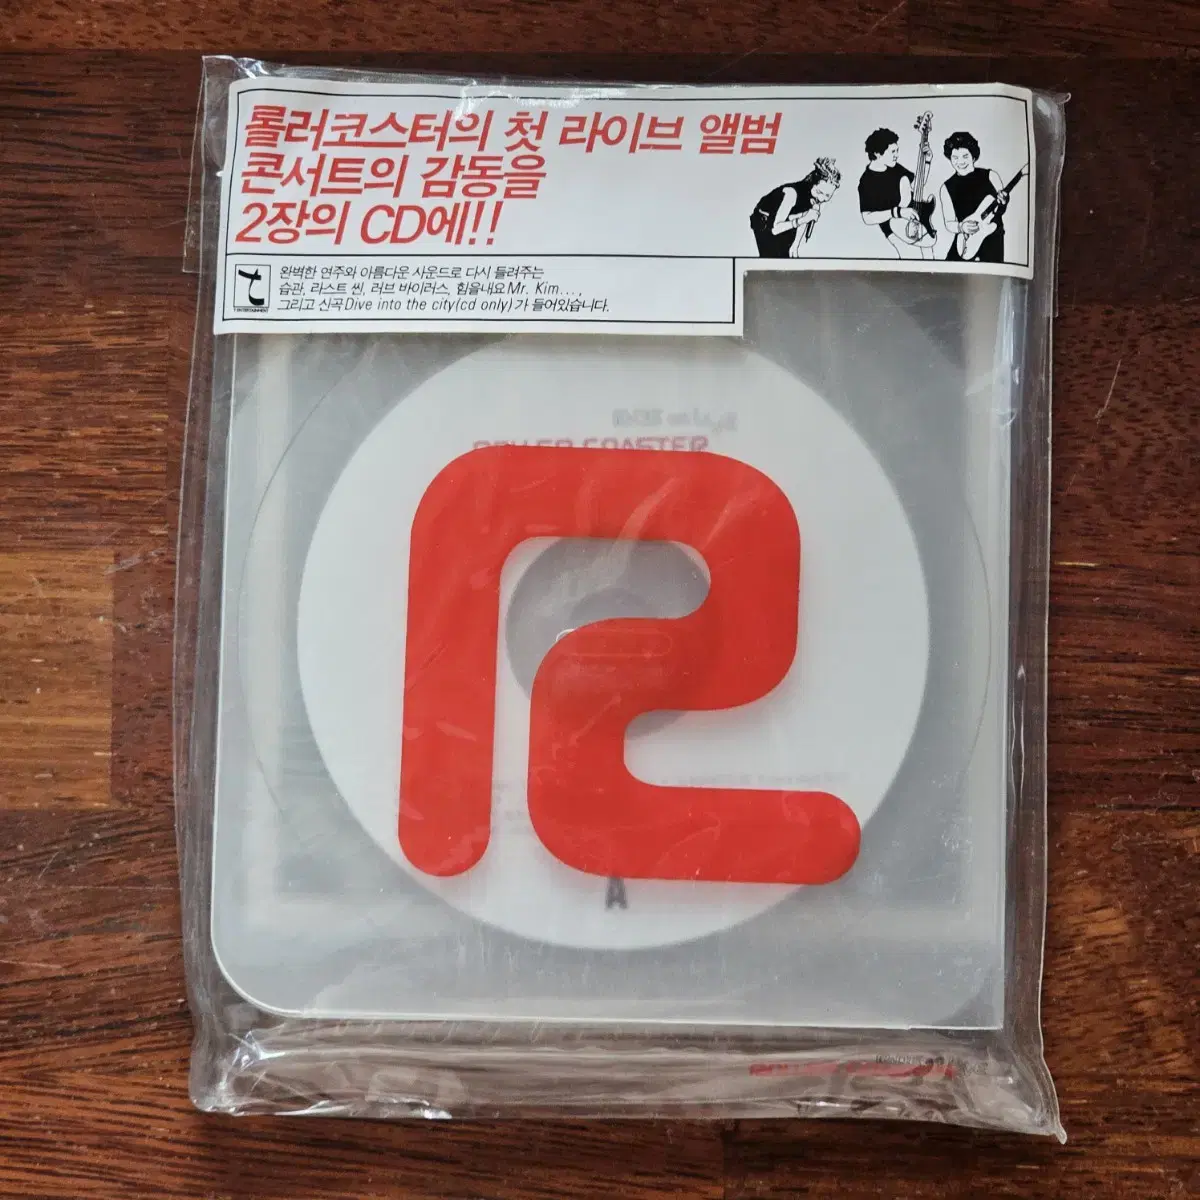 롤러코스터의 첫 라이브 앨범
콘서트의 감동을
2장의 CD에!!
완벽한 연주와 아름다운 사운드로 다시 들려주는
습관, 라스트 씬, 러브 바이러스, 힘을내요 Mr. Kim...,
그리고 신곡 Dive into the city(cd only)가 들어있습니다.
ROLLER COASTER
A
ROLLER COASTER